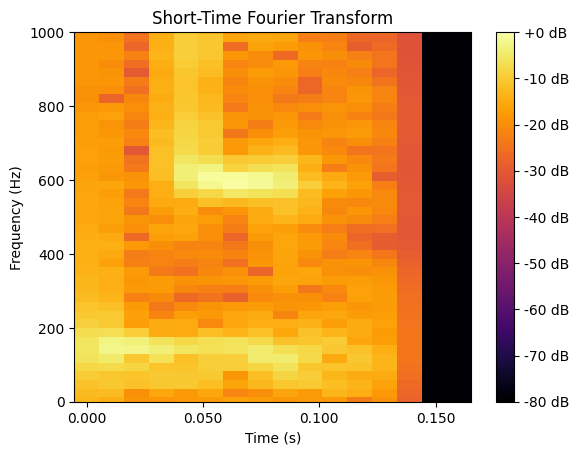 Short-Time Fourier Transform
Frequency (Hz)
1000
800
600
400
200
0
0.000
0.050
0.100
0.150
Time (s)
+0 dB
-10 dB
-20 dB
-30 dB
-40 dB
-50 dB
-60 dB
-70 dB
-80 dB